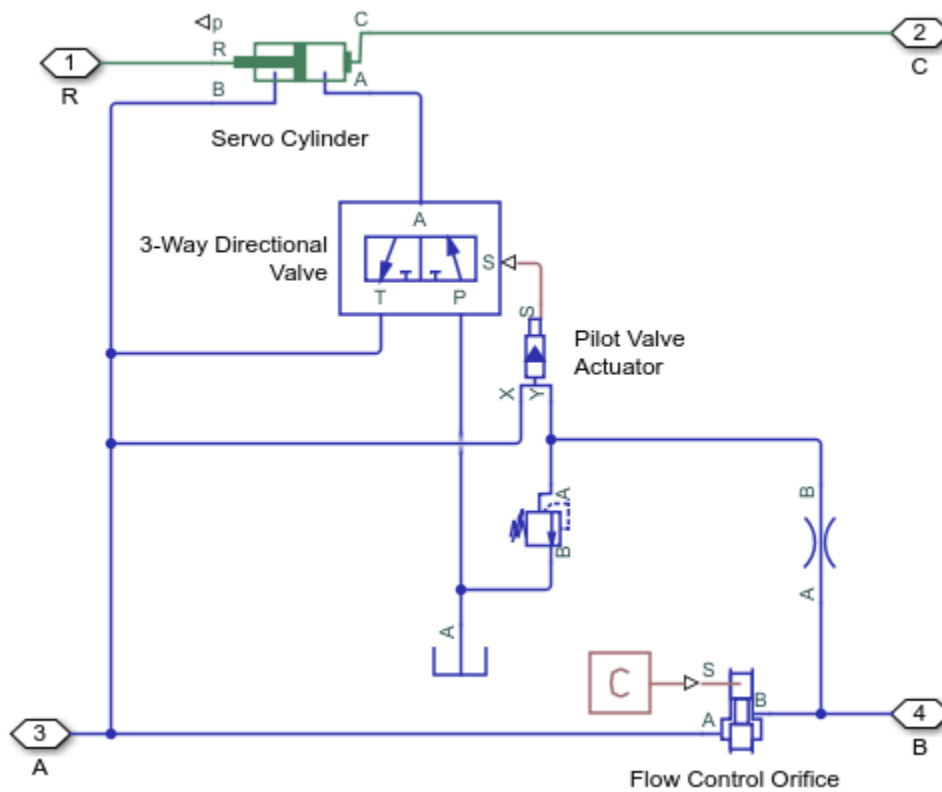 p
C
R
1
2
R
C
B
A
Servo Cylinder
A
3-Way Directional
Valve
S
T
P
S
Pilot Valve
Actuator
X
Y
A
B
B
A
A
C
S
B
A
3
4
A
B
Flow Control Orifice